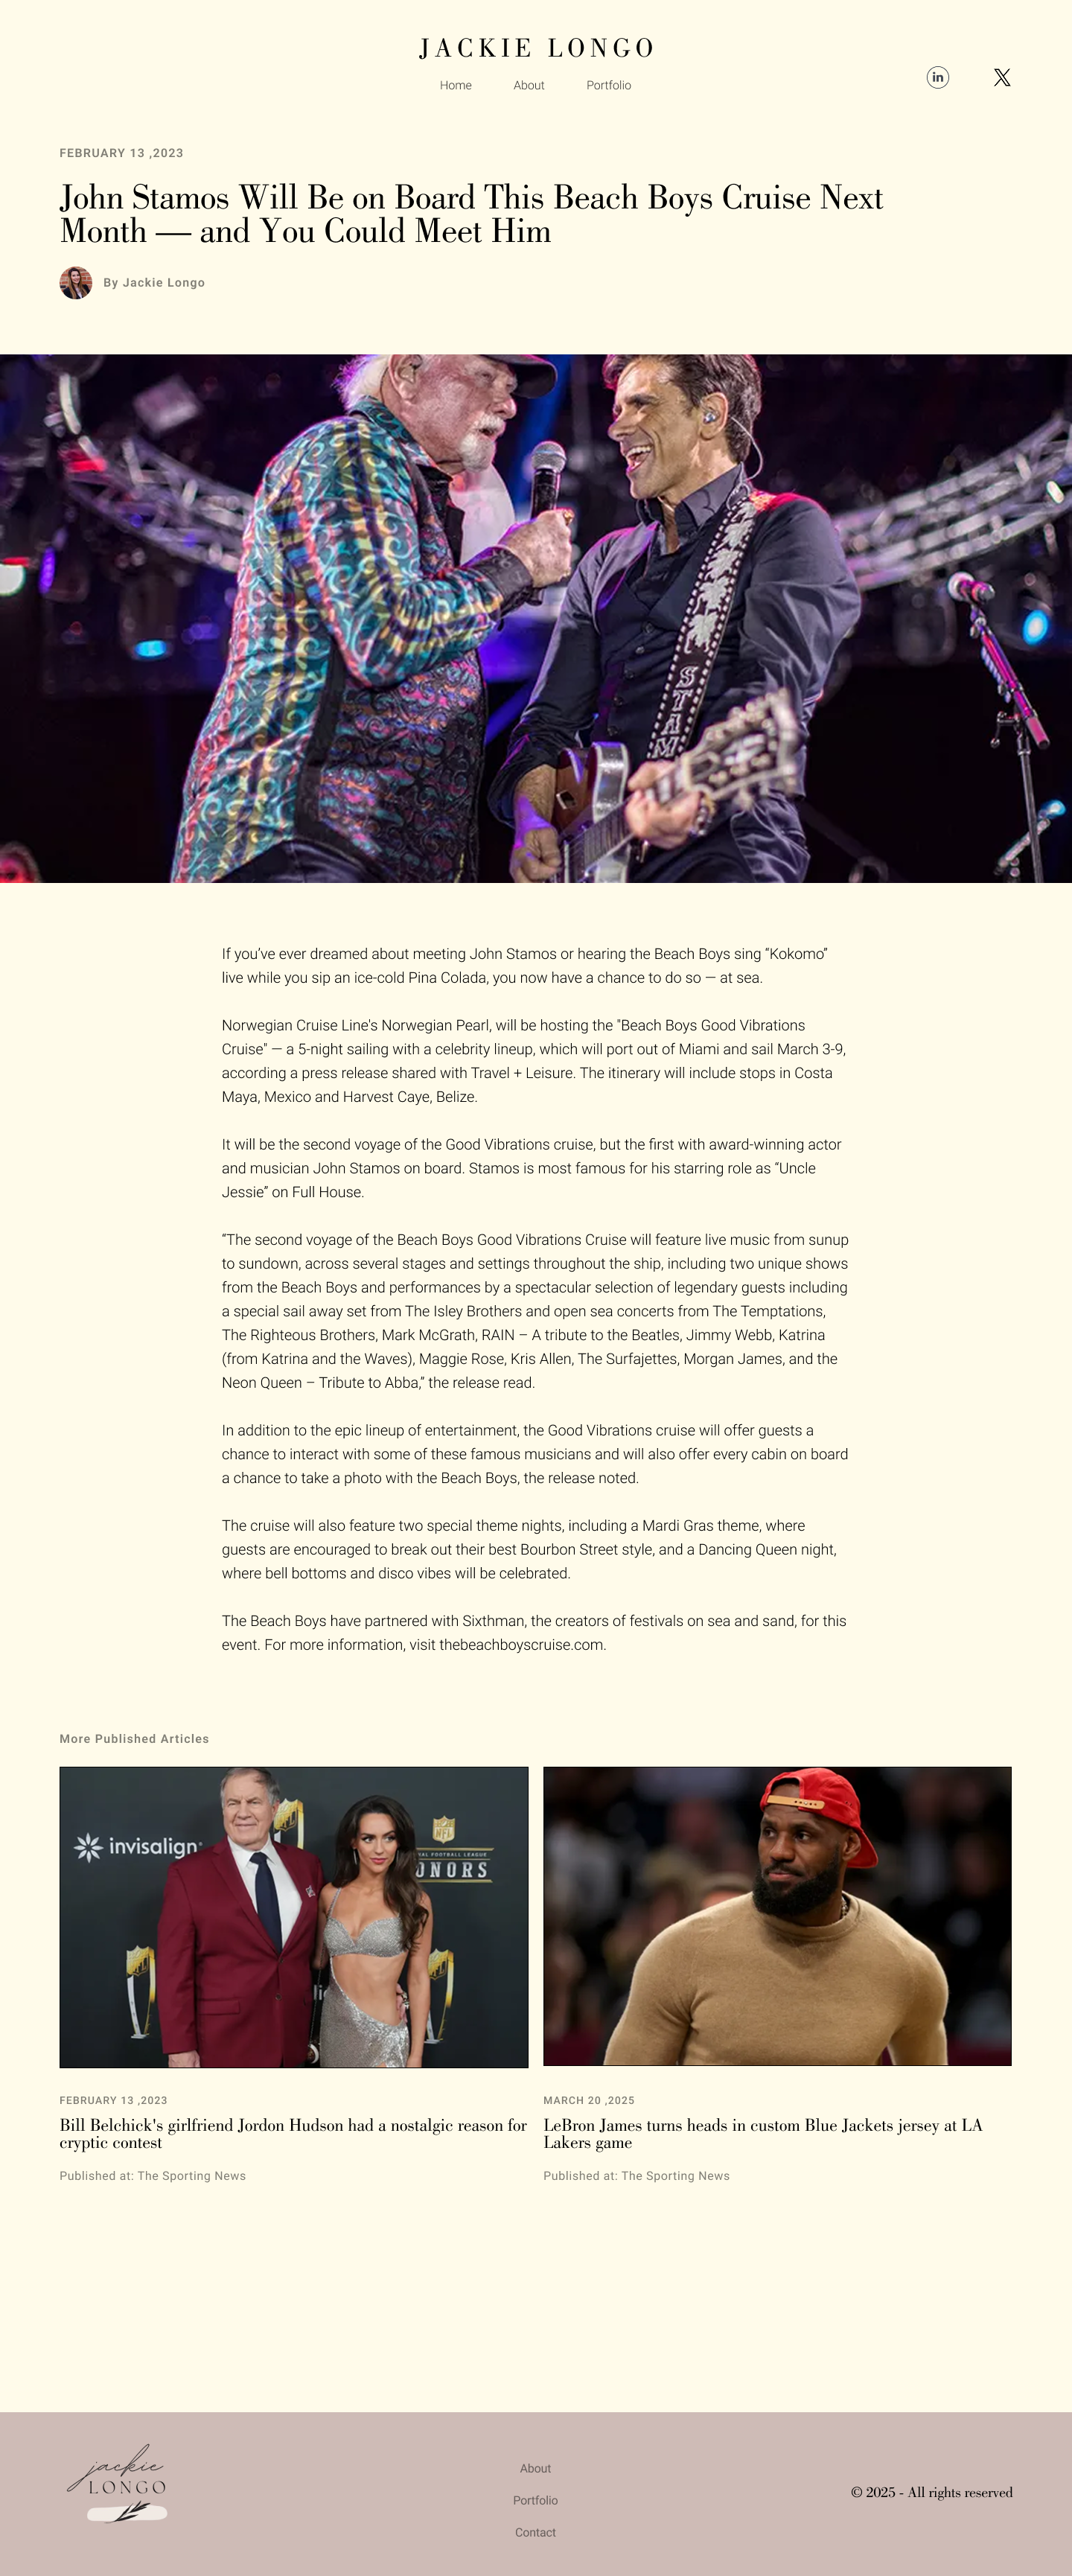 JACKIE LONGO
Home About Portfolio
in
FEBRUARY 13 ,2023
John Stamos Will Be on Board This Beach Boys Cruise Next
Month — and You Could Meet Him
By Jackie Longo
STAM
If you’ve ever dreamed about meeting John Stamos or hearing the Beach Boys sing “Kokomo”
live while you sip an ice-cold Pina Colada, you now have a chance to do so — at sea.
Norwegian Cruise Line's Norwegian Pearl, will be hosting the "Beach Boys Good Vibrations
Cruise" — a 5-night sailing with a celebrity lineup, which will port out of Miami and sail March 3-9,
according a press release shared with Travel + Leisure. The itinerary will include stops in Costa
Maya, Mexico and Harvest Caye, Belize.
It will be the second voyage of the Good Vibrations cruise, but the first with award-winning actor
and musician John Stamos on board. Stamos is most famous for his starring role as “Uncle
Jessie” on Full House.
“The second voyage of the Beach Boys Good Vibrations Cruise will feature live music from sunup
to sundown, across several stages and settings throughout the ship, including two unique shows
from the Beach Boys and performances by a spectacular selection of legendary guests including
a special sail away set from The Isley Brothers and open sea concerts from The Temptations,
The Righteous Brothers, Mark McGrath, RAIN – A tribute to the Beatles, Jimmy Webb, Katrina
(from Katrina and the Waves), Maggie Rose, Kris Allen, The Surfajettes, Morgan James, and the
Neon Queen – Tribute to Abba,” the release read.
In addition to the epic lineup of entertainment, the Good Vibrations cruise will offer guests a
chance to interact with some of these famous musicians and will also offer every cabin on board
a chance to take a photo with the Beach Boys, the release noted.
The cruise will also feature two special theme nights, including a Mardi Gras theme, where
guests are encouraged to break out their best Bourbon Street style, and a Dancing Queen night,
where bell bottoms and disco vibes will be celebrated.
The Beach Boys have partnered with Sixthman, the creators of festivals on sea and sand, for this
event. For more information, visit thebeachboyscruise.com.
More Published Articles
invisalign
NFL
AL FOOTBALL LEAGUE
ONORS
FEBRUARY 13 ,2023
Bill Belchick's girlfriend Jordon Hudson had a nostalgic reason for
cryptic contest
Published at: The Sporting News
MARCH 20 ,2025
LeBron James turns heads in custom Blue Jackets jersey at LA
Lakers game
Published at: The Sporting News
jackie
LONGO
About
Portfolio
Contact
© 2025 - All rights reserved